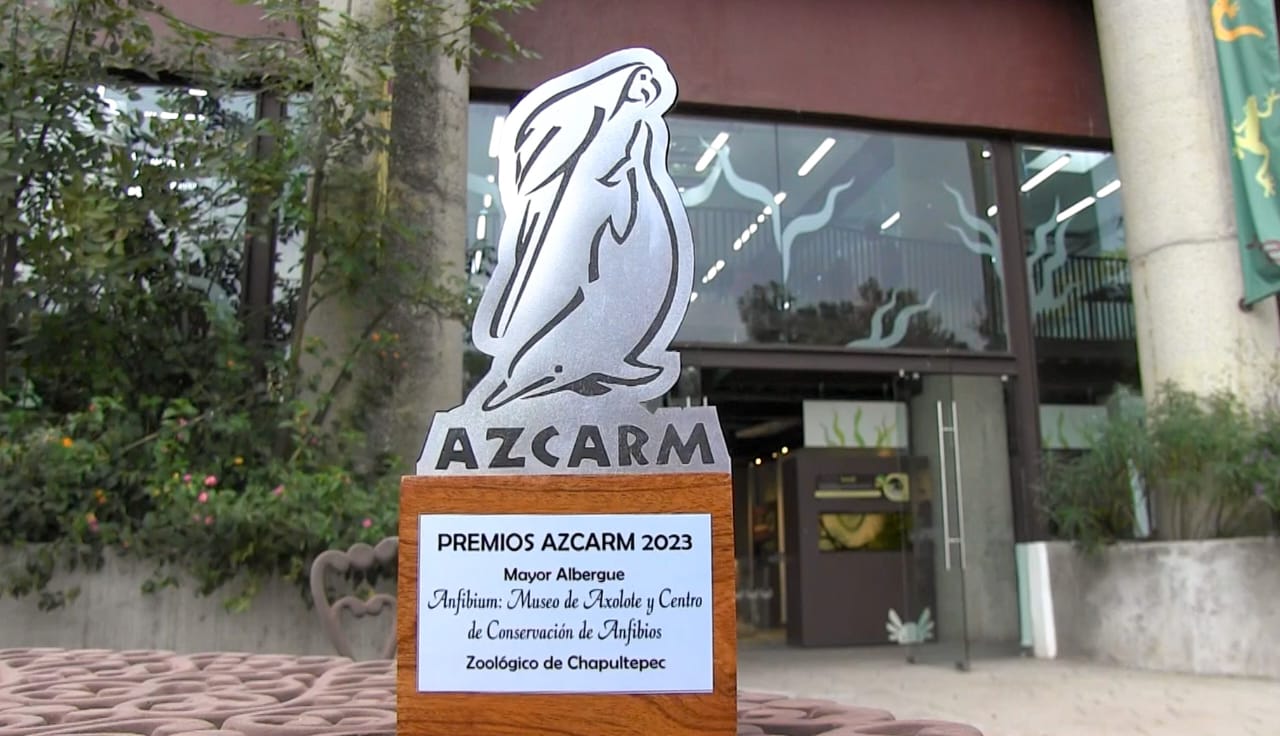 AZCARM
PREMIOS AZCARM 2023
Mayor Albergue
Anfibium: Museo de Axolote y Centro
de Conservación de Anfibios
Zoológico de Chapultepec